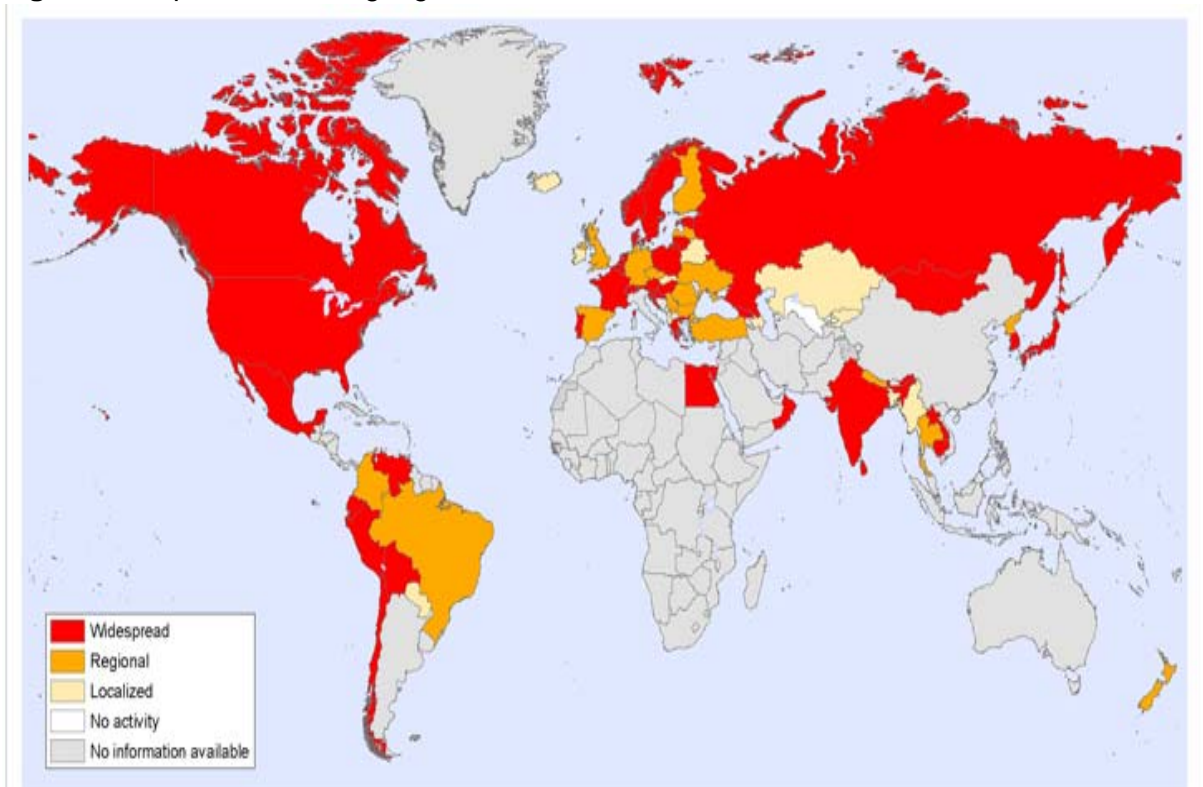 Widespread
Regional
Localized
No activity
No information available